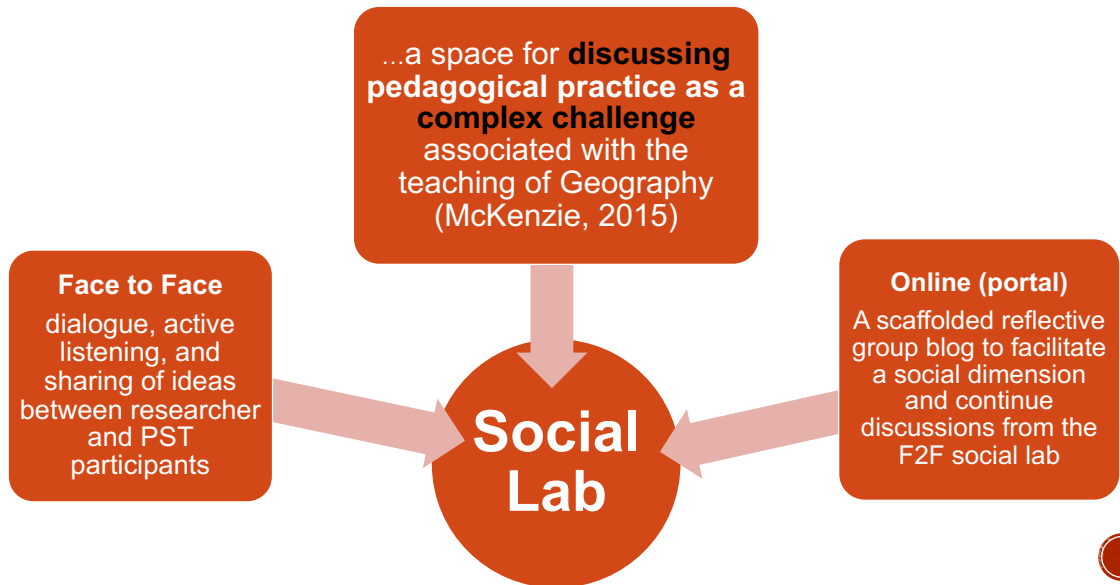 ...a space for discussing
pedagogical practice as a
complex challenge
associated with the
teaching of Geography
(McKenzie, 2015)
Face to Face
dialogue, active
listening, and
sharing of ideas
between researcher
and PST
participants
Online (portal)
A scaffolded reflective
group blog to facilitate
a social dimension
and continue
discussions from the
F2F social lab
Social
Lab